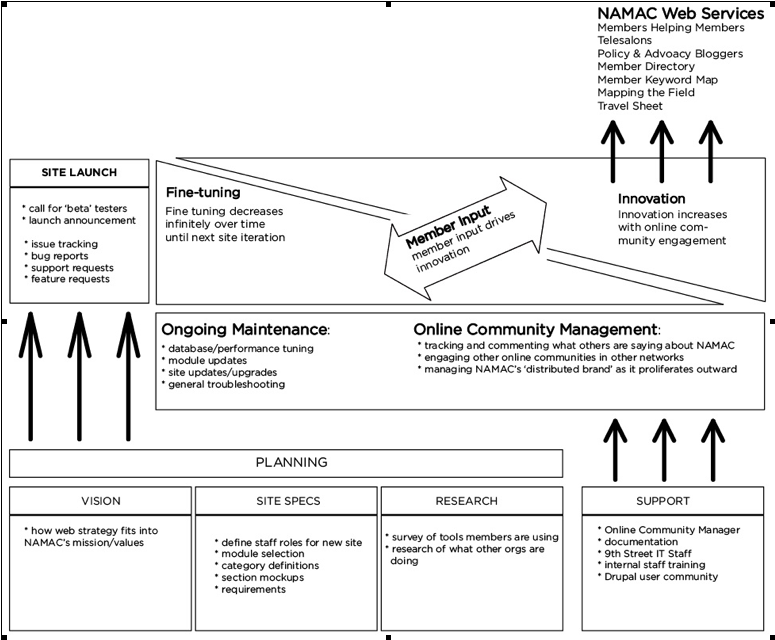 NAMAC Web Services
Members Helping Members
Telesalons
Policy & Advoacy Bloggers
Member Directory
Member Keyword Map
Mapping the Field
Travel Sheet
SITE LAUNCH
* call for 'beta' testers
* launch announcement
* issue tracking
* bug reports
* support requests
* feature requests
Fine-tuning
Fine tuning decreases
infinitely over time
until next site iteration
Member Input
member input drives
innovation
Innovation
Innovation increases
with online com-
munity engagement
Ongoing Maintenance:
* database/performance tuning
* module updates
* site updates/upgrades
* general troubleshooting
Online Community Management:
* tracking and commenting what others are saying about NAMAC
* engaging other online communities in other networks
* managing NAMAC's 'distributed brand' as it proliferates outward
PLANNING
VISION
* how web strategy fits into
NAMAC's mission/values
SITE SPECS
* define staff roles for new site
* module selection
* category definitions
* section mockups
* requirements
RESEARCH
* survey of tools members are using
* research of what other orgs are
doing
SUPPORT
* Online Community Manager
* documentation
* 9th Street IT Staff
* internal staff training
* Drupal user community